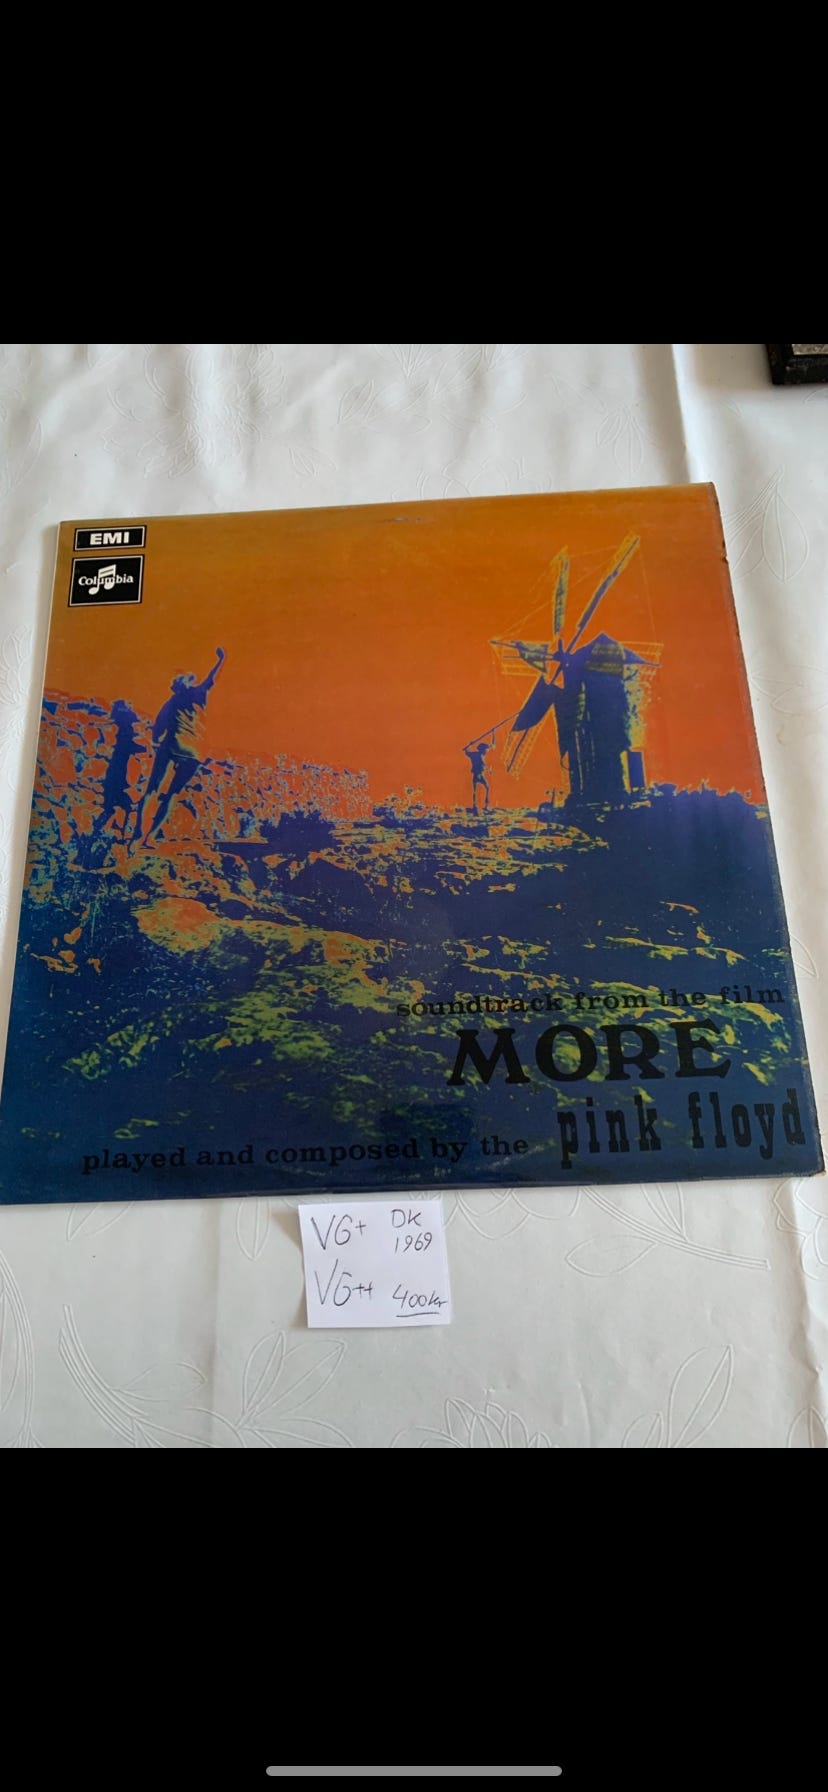 EMI
Columbia
soundtrack from the film
MORE
played and composed by the pink floyd
VG+ DK
1969
VG++ 400kr